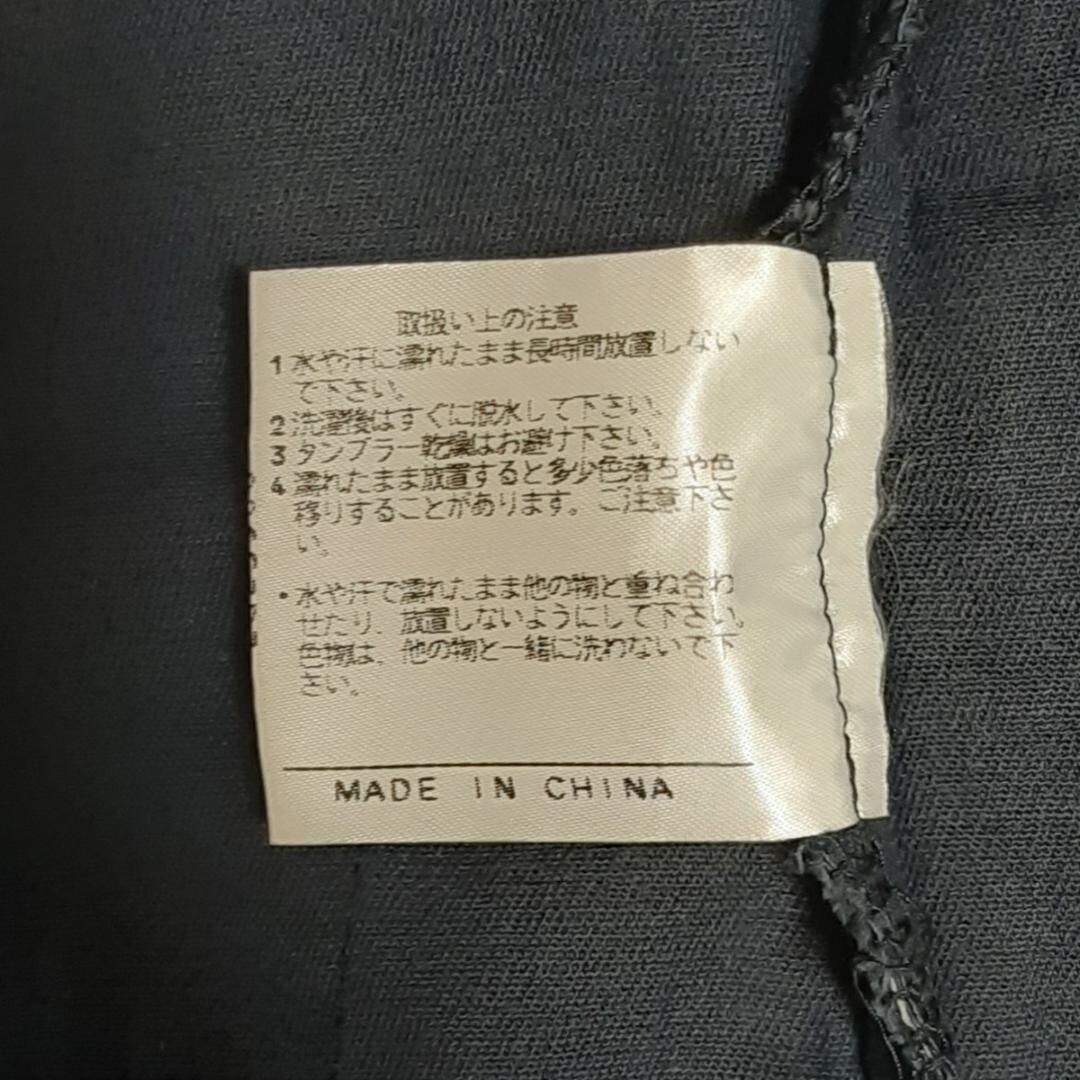 取扱い上の注意
1 水や汗に濡れたまま長時間放置しない
で下さい。
2 洗濯後はすぐに脱水して下さい。
3 タンブラー乾燥はお避け下さい。
4 濡れたまま放置すると多少色落ちや色
移りすることがあります。ご注意下さ
い。
・水や汗で濡れたまま他の物と重ね合わ
せたり、放置しないようにして下さい。
色物は、他の物と一緒に洗わないで下
さい。
MADE IN CHINA